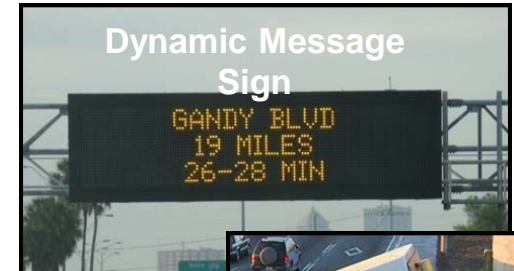 Dynamic Message
Sign
GANDY BLVD
19 MILES
26-28 MIN